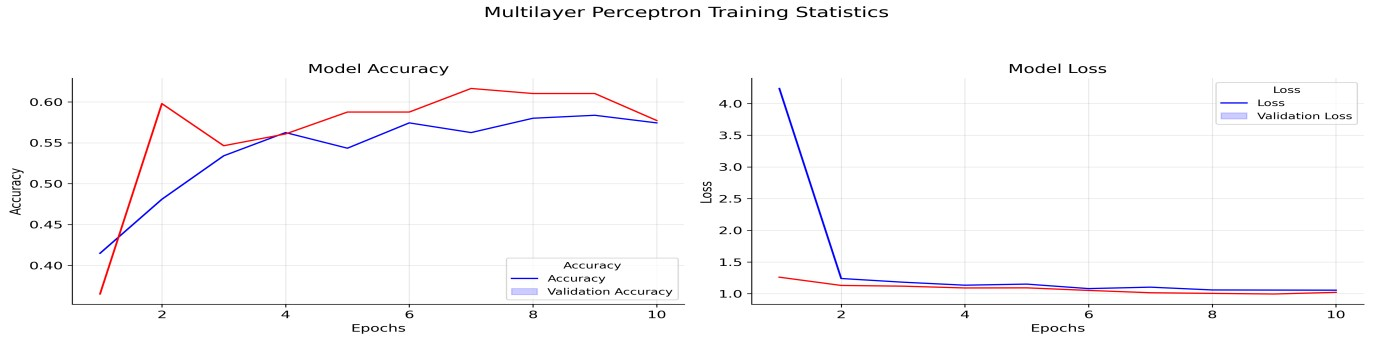 Multilayer Perceptron Training Statistics
Model Accuracy
Accuracy
0.60
0.55
0.50
0.45
0.40
Accuracy
Accuracy
Validation Accuracy
2
4
6
8
10
Epochs
Model Loss
Loss
4.0
3.5
3.0
2.5
2.0
1.5
1.0
Loss
Loss
Validation Loss
2
4
6
8
10
Epochs